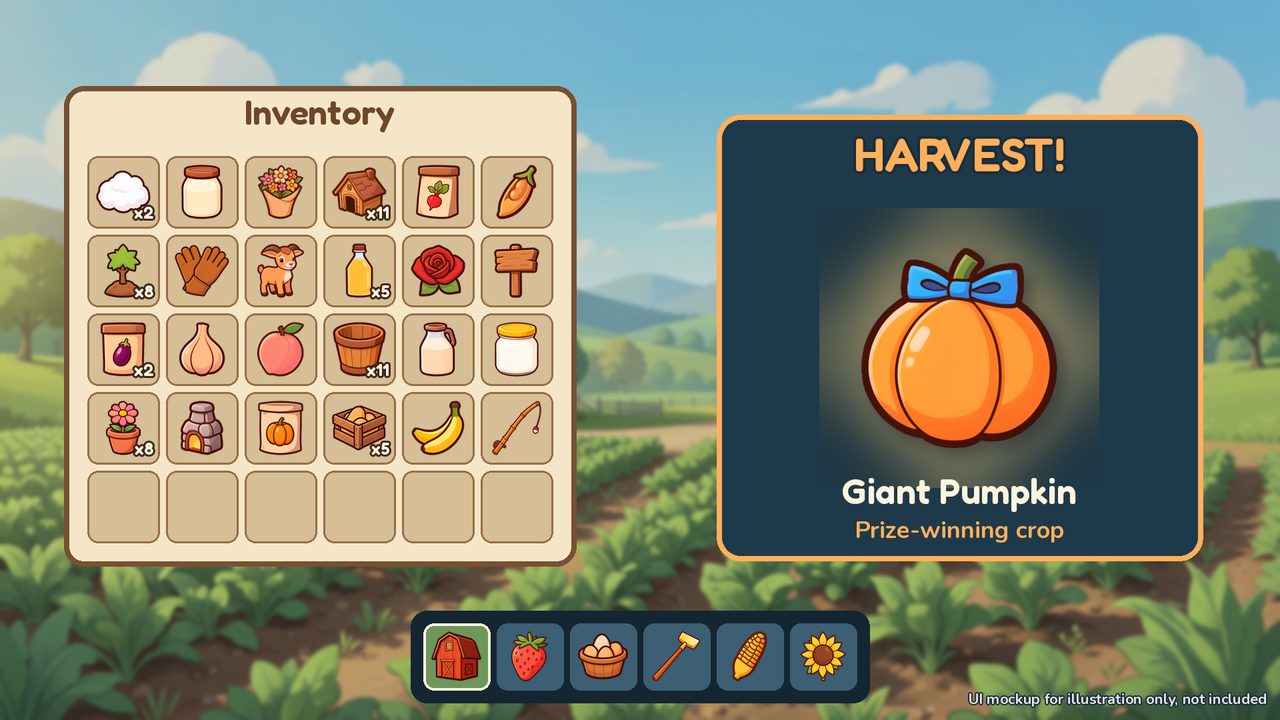 Inventory
x2
x11
x8
x5
x2
x11
x8
x5
HARVEST!
Giant Pumpkin
Prize-winning crop
UI mockup for illustration only, not included